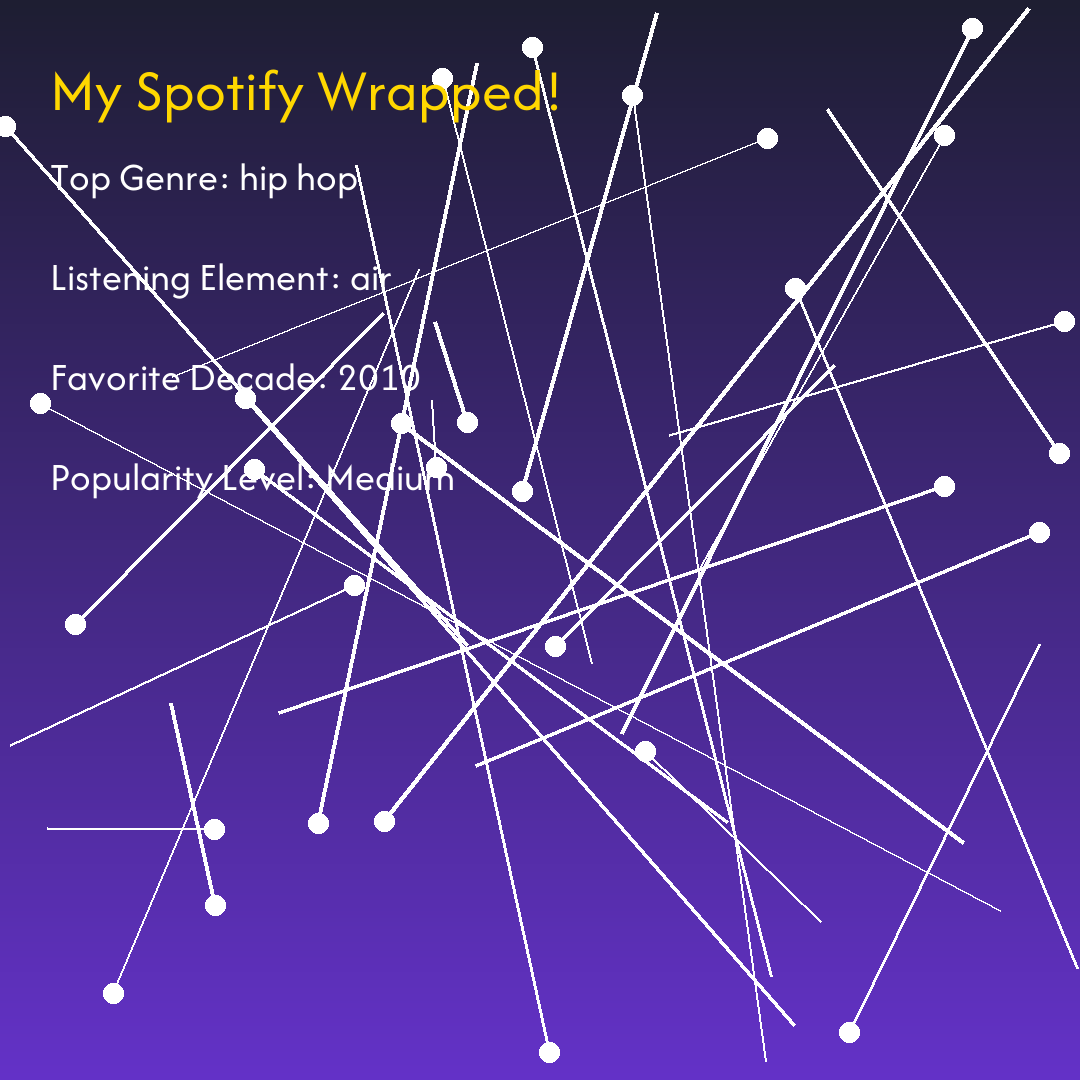 My Spotify Wrapped!
Top Genre: hip hop
Listening Element: air
Favorite Decade: 2010
Popularity Level: Medium